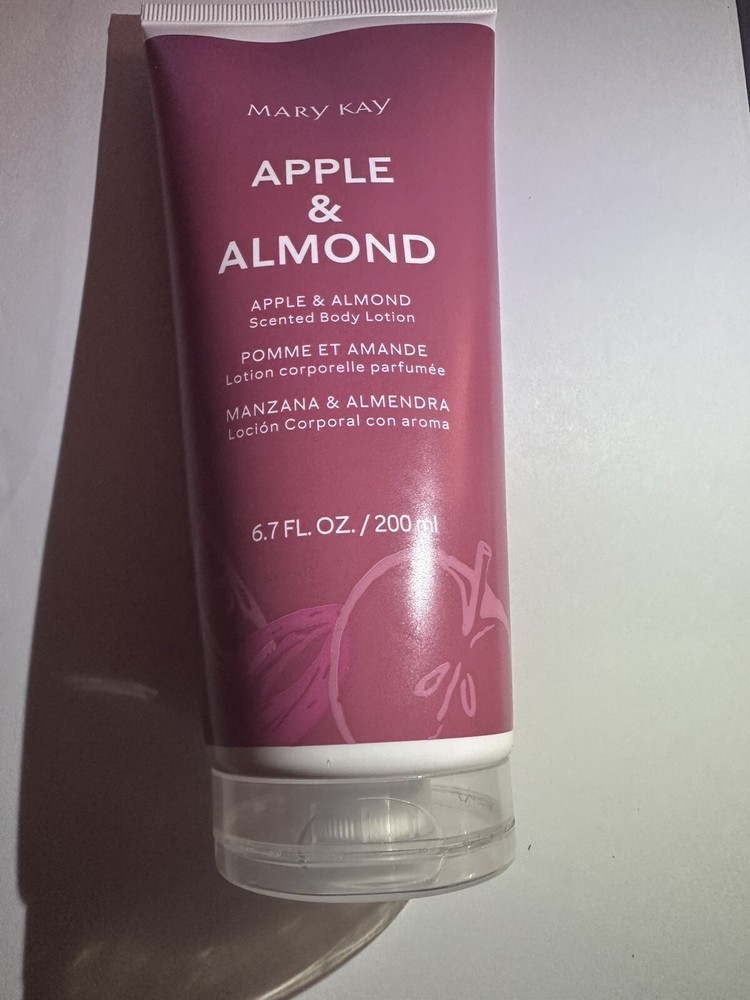 MARY KAY
APPLE
&
ALMOND
APPLE & ALMOND
Scented Body Lotion
POMME ET AMANDE
Lotion corporelle parfumée
MANZANA & ALMENDRA
Loción Corporal con aroma
6.7 FL. OZ. / 200 ml